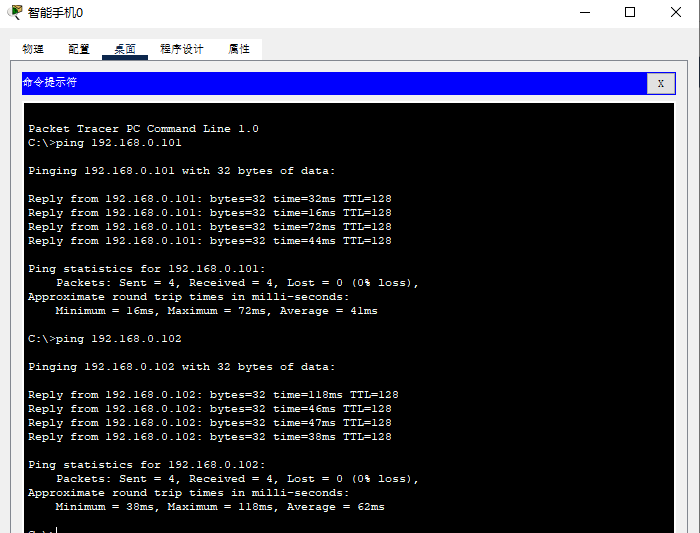 智能手机0
物理 配置 桌面 程序设计 属性
命令提示符
X
Packet Tracer PC Command Line 1.0
C:\>ping 192.168.0.101
Pinging 192.168.0.101 with 32 bytes of data:
Reply from 192.168.0.101: bytes=32 time=32ms TTL=128
Reply from 192.168.0.101: bytes=32 time=16ms TTL=128
Reply from 192.168.0.101: bytes=32 time=72ms TTL=128
Reply from 192.168.0.101: bytes=32 time=44ms TTL=128
Ping statistics for 192.168.0.101:
Packets: Sent = 4, Received = 4, Lost = 0 (0% loss),
Approximate round trip times in milli-seconds:
Minimum = 16ms, Maximum = 72ms, Average = 41ms
C:\>ping 192.168.0.102
Pinging 192.168.0.102 with 32 bytes of data:
Reply from 192.168.0.102: bytes=32 time=118ms TTL=128
Reply from 192.168.0.102: bytes=32 time=46ms TTL=128
Reply from 192.168.0.102: bytes=32 time=47ms TTL=128
Reply from 192.168.0.102: bytes=32 time=38ms TTL=128
Ping statistics for 192.168.0.102:
Packets: Sent = 4, Received = 4, Lost = 0 (0% loss),
Approximate round trip times in milli-seconds:
Minimum = 38ms, Maximum = 118ms, Average = 62ms